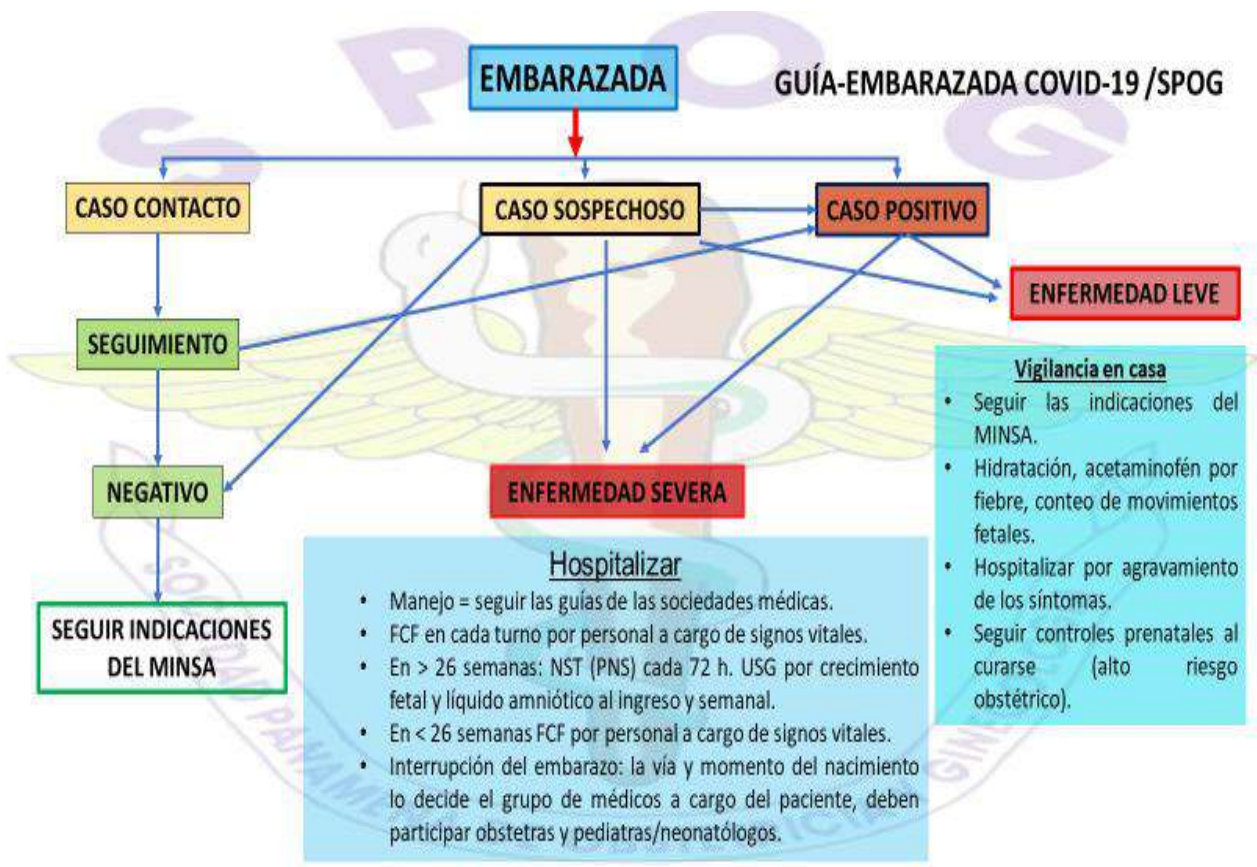 S P O G
EMBARAZADA
GUÍA-EMBARAZADA COVID-19 /SPOG
CASO CONTACTO
CASO SOSPECHOSO
CASO POSITIVO
ENFERMEDAD LEVE
SEGUIMIENTO
NEGATIVO
ENFERMEDAD SEVERA
SEGUIR INDICACIONES
DEL MINSA
Hospitalizar
• Manejo = seguir las guías de las sociedades médicas.
• FCF en cada turno por personal a cargo de signos vitales.
• En > 26 semanas: NST (PNS) cada 72 h. USG por crecimiento
fetal y líquido amniótico al ingreso y semanal.
• En < 26 semanas FCF por personal a cargo de signos vitales.
• Interrupción del embarazo: la vía y momento del nacimiento
lo decide el grupo de médicos a cargo del paciente, deben
participar obstetras y pediatras/neonatólogos.
Vigilancia en casa
• Seguir las indicaciones del
MINSA.
• Hidratación, acetaminofén por
fiebre, conteo de movimientos
fetales.
• Hospitalizar por agravamiento
de los síntomas.
• Seguir controles prenatales al
curarse (alto riesgo
obstétrico).
SOCIEDAD